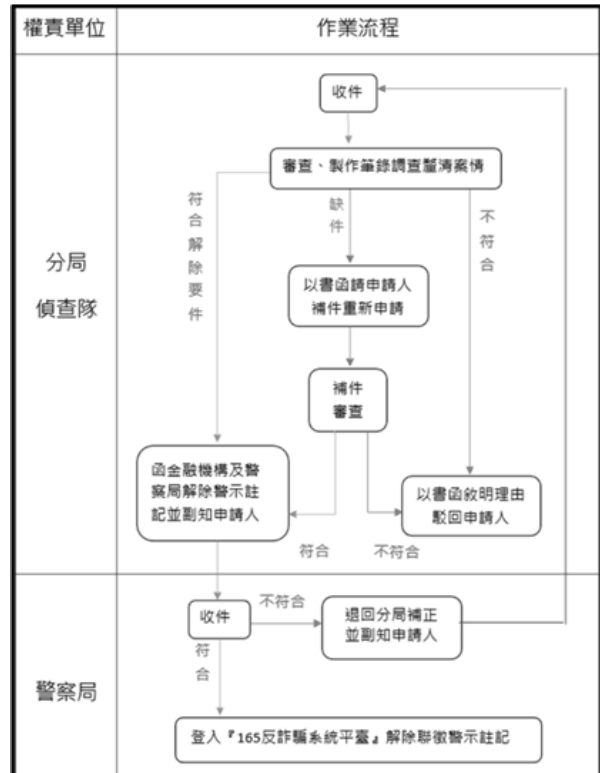 權責單位
作業流程
收件
審查、製作筆錄調查釐清案情
符合解除要件
缺件
不符合
分局
偵查隊
以書函請申請人
補件重新申請
補件
審查
函金融機構及警
察局解除警示註
記並副知申請人
以書函敘明理由
駁回申請人
符合
不符合
收件
不符合
退回分局補正
並副知申請人
符合
警察局
登入『165反詐騙系統平臺』解除聯徵警示註記